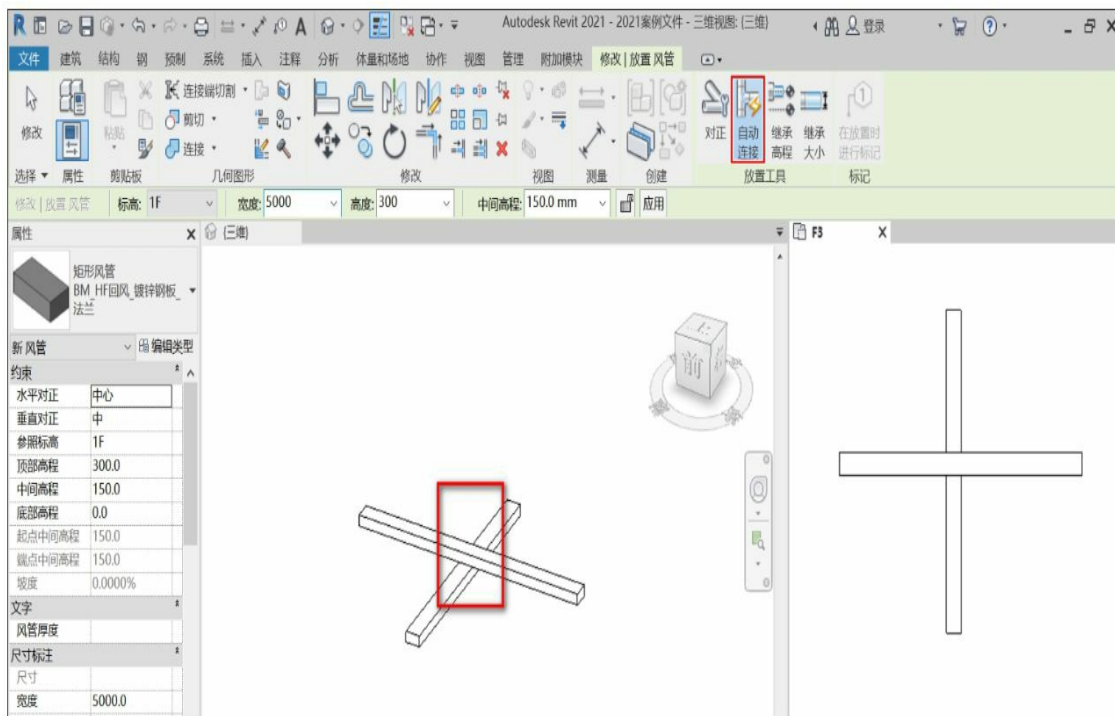 Autodesk Revit 2021 - 2021案例文件 - 三维视图: {三维}
登录
文件 建筑 结构 钢 预制 系统 插入 注释 分析 体量和场地 协作 视图 管理 附加模块 修改 | 放置 风管
修改
粘贴
连接端切割
剪切
连接
对正
自动
连接
继承
高程
继承
大小
在放置时
进行标记
选择 属性 剪贴板 几何图形 修改 视图 测量 创建 放置工具 标记
修改 | 放置 风管 标高: 1F 宽度: 5000 高度: 300 中间高程: 150.0 mm 应用
属性 X
{三维}
F3 X
矩形风管
BM_HF回风_镀锌钢板_
法兰
新 风管 编辑类型
约束
水平对正 中心
垂直对正 中
参照标高 1F
顶部高程 300.0
中间高程 150.0
底部高程 0.0
起点中间高程 150.0
端点中间高程 150.0
坡度 0.0000%
文字
风管厚度
尺寸标注
尺寸
宽度 5000.0
上
前